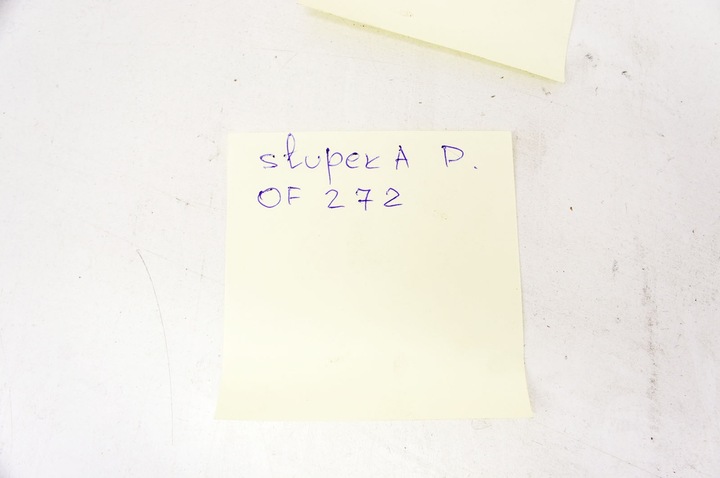 słupek A P.
OF 272